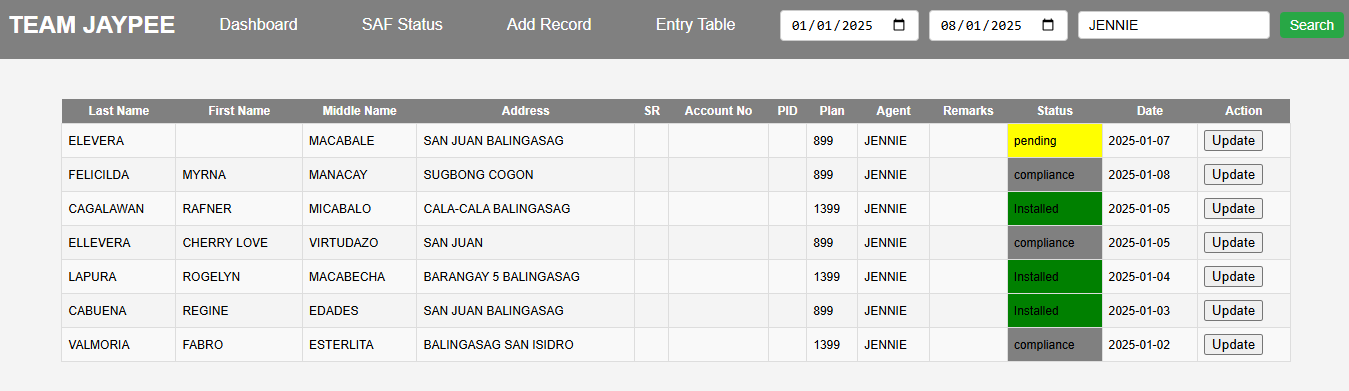 TEAM JAYPEE Dashboard SAF Status Add Record Entry Table 01/01/2025 08/01/2025 JENNIE Search
Last Name First Name Middle Name Address SR Account No PID Plan Agent Remarks Status Date Action
ELEVERA MACABALE SAN JUAN BALINGASAG 899 JENNIE pending 2025-01-07 Update
FELICILDA MYRNA MANACAY SUGBONG COGON 899 JENNIE compliance 2025-01-08 Update
CAGALAWAN RAFNER MICABALO CALA-CALA BALINGASAG 1399 JENNIE Installed 2025-01-05 Update
ELLEVERA CHERRY LOVE VIRTUDAZO SAN JUAN 899 JENNIE compliance 2025-01-05 Update
LAPURA ROGELYN MACABECHA BARANGAY 5 BALINGASAG 1399 JENNIE Installed 2025-01-04 Update
CABUENA REGINE EDADES SAN JUAN BALINGASAG 899 JENNIE Installed 2025-01-03 Update
VALMORIA FABRO ESTERLITA BALINGASAG SAN ISIDRO 1399 JENNIE compliance 2025-01-02 Update